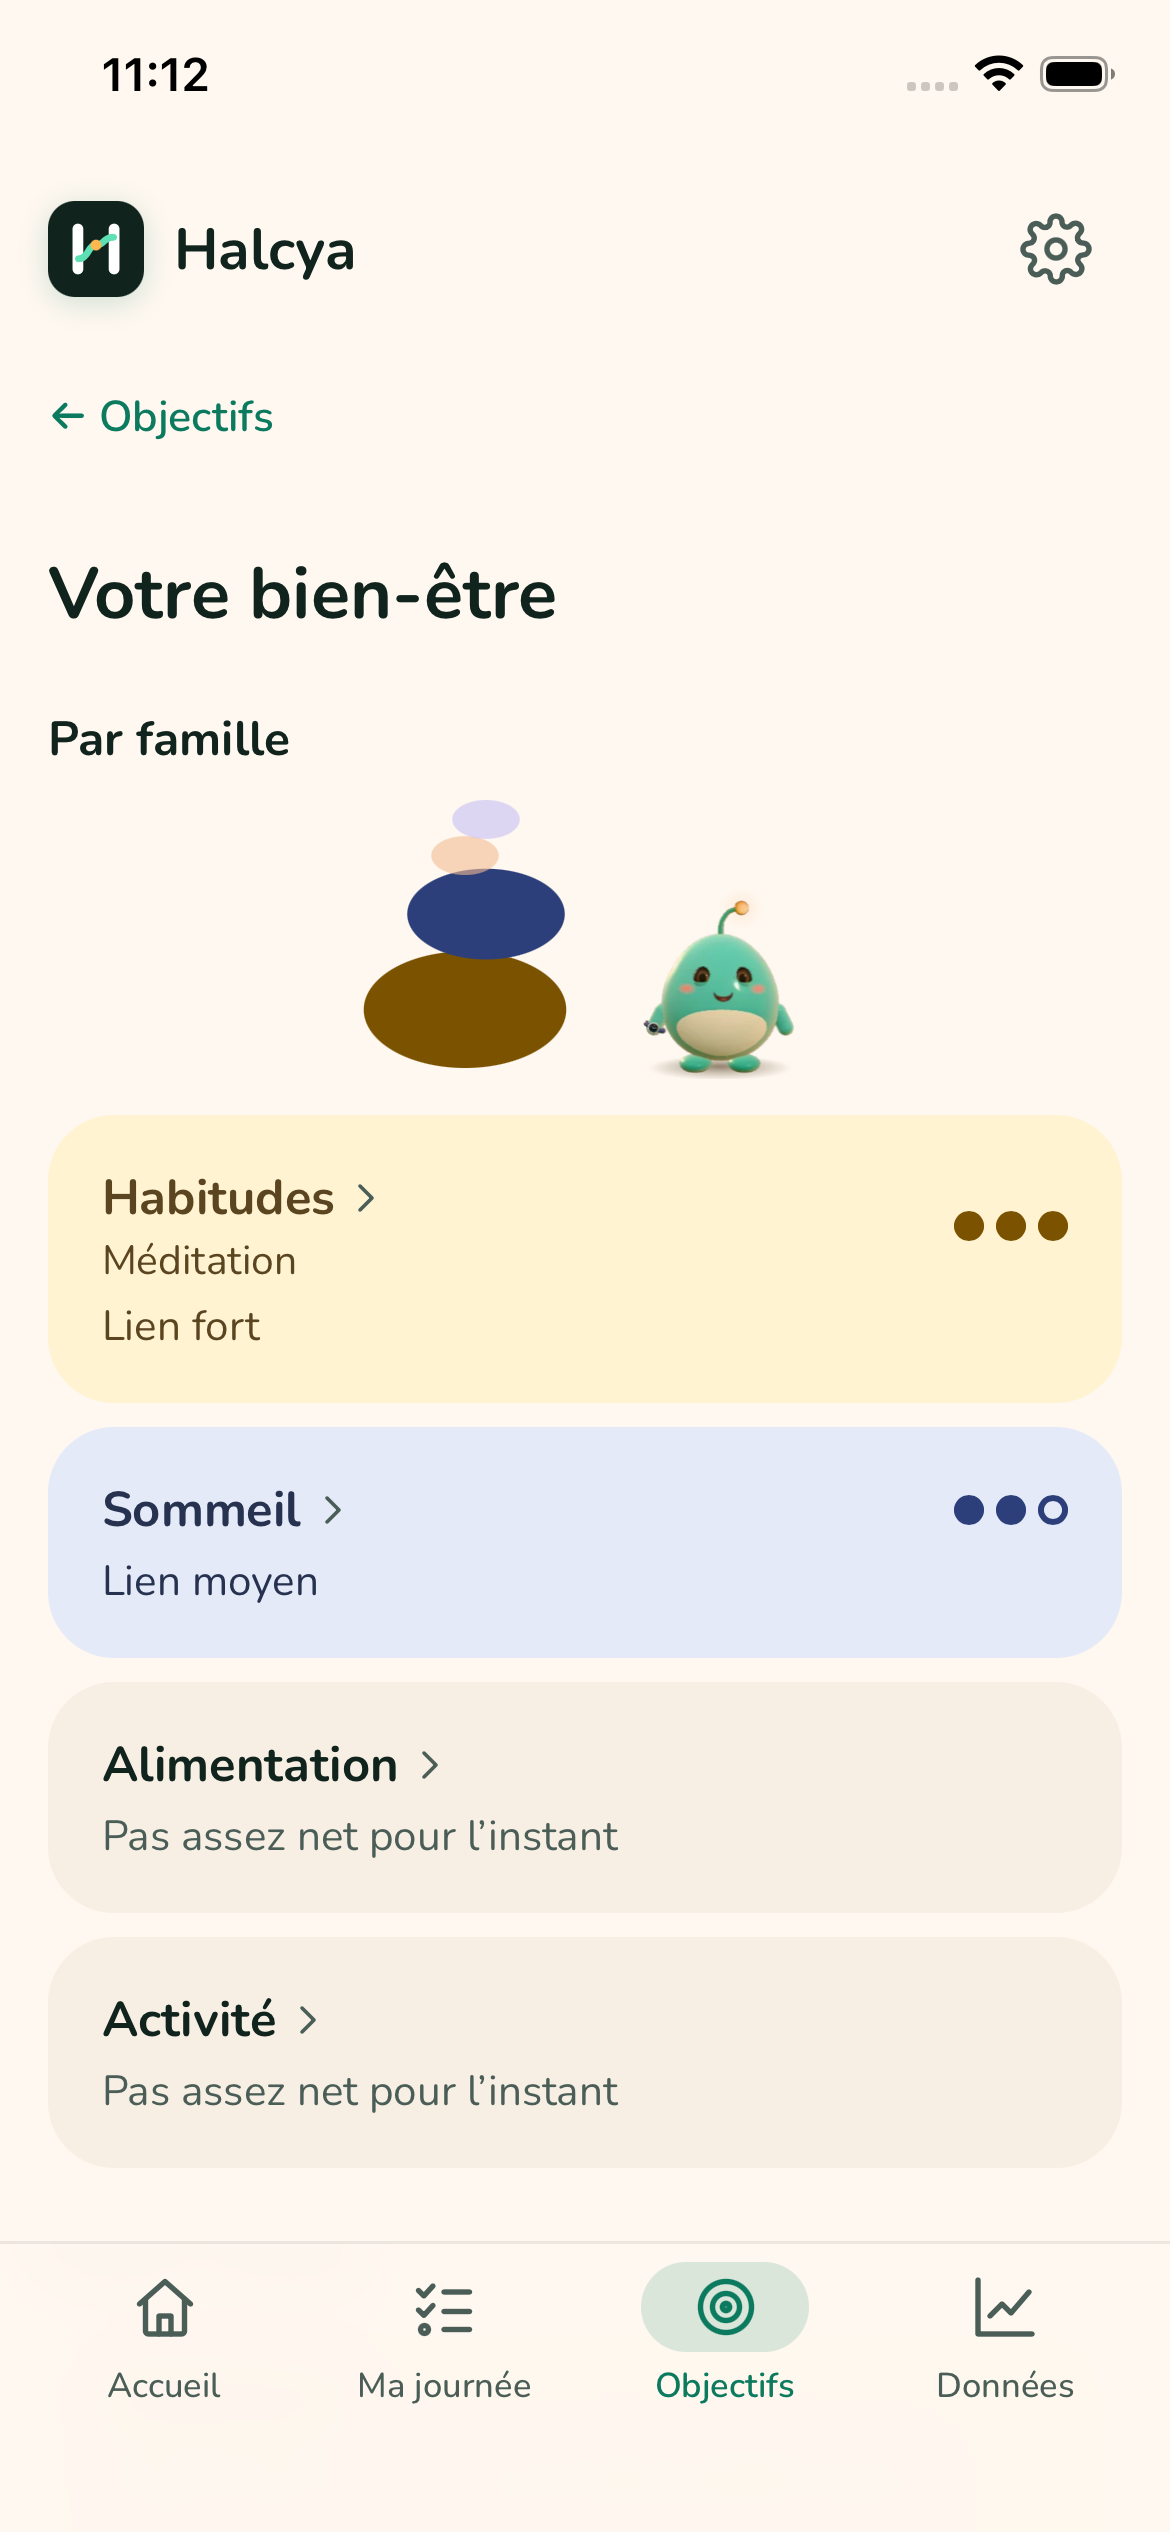 11:12
Halcya
← Objectifs
Votre bien-être
Par famille
Habitudes
Méditation
Lien fort
Sommeil
Lien moyen
Alimentation
Pas assez net pour l’instant
Activité
Pas assez net pour l’instant
Accueil
Ma journée
Objectifs
Données